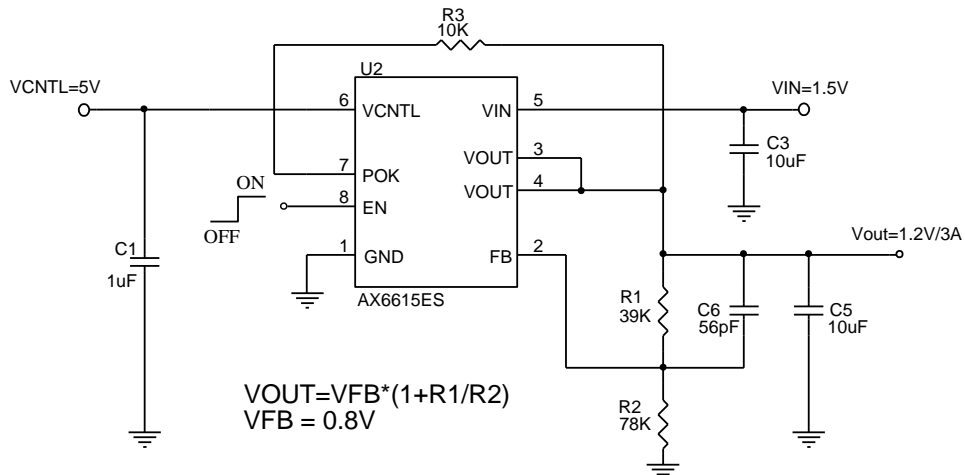 R3
10K
U2
VCNTL=5V
VIN=1.5V
6
VCNTL
VIN
5
C3
10uF
VOUT
3
7
POK
VOUT
4
ON
8
EN
OFF
Vout=1.2V/3A
C1
1uF
1
GND
FB
2
AX6615ES
R1
39K
C6
56pF
C5
10uF
VOUT=VFB*(1+R1/R2)
VFB = 0.8V
R2
78K